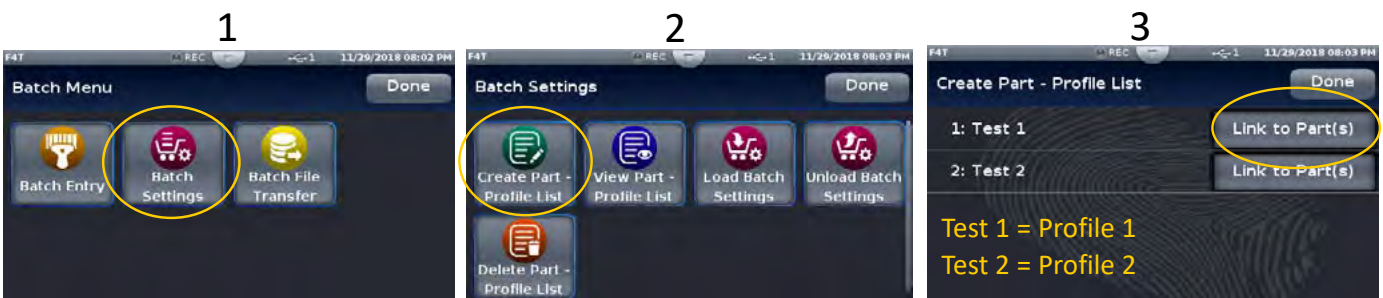 1
F4T REC 1 11/29/2018 08:02 PM
Batch Menu Done
Batch Entry
Batch Settings
Batch File Transfer
2
F4T REC 1 11/29/2018 08:03 PM
Batch Settings Done
Create Part - Profile List
View Part - Profile List
Load Batch Settings
Unload Batch Settings
Delete Part - Profile List
3
F4T REC 1 11/29/2018 08:03 PM
Create Part - Profile List Done
1: Test 1 Link to Part(s)
2: Test 2 Link to Part(s)
Test 1 = Profile 1
Test 2 = Profile 2